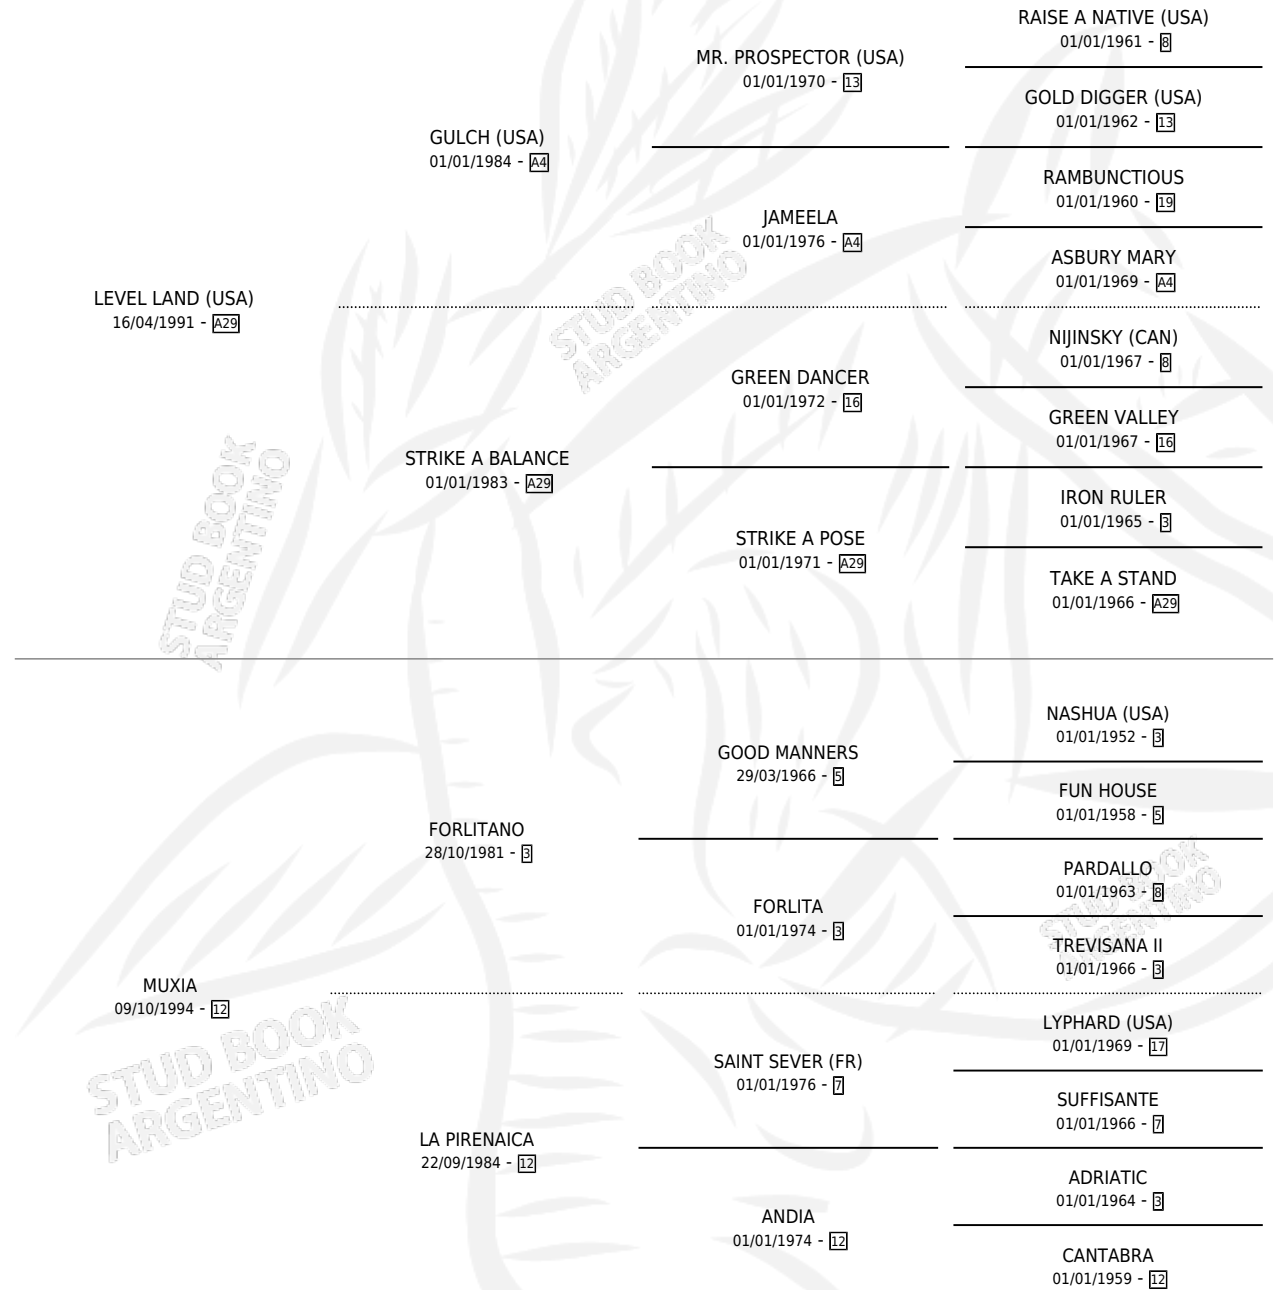 RAISE A NATIVE (USA)
01/01/1961 - 8
MR. PROSPECTOR (USA)
01/01/1970 - 13
GOLD DIGGER (USA)
01/01/1962 - 13
GULCH (USA)
01/01/1984 - A4
RAMBUNCTIOUS
01/01/1960 - 19
JAMEELA
01/01/1976 - A4
ASBURY MARY
01/01/1969 - A4
LEVEL LAND (USA)
16/04/1991 - A29
NIJINSKY (CAN)
01/01/1967 - 8
GREEN DANCER
01/01/1972 - 16
GREEN VALLEY
01/01/1967 - 16
STRIKE A BALANCE
01/01/1983 - A29
IRON RULER
01/01/1965 - 3
STRIKE A POSE
01/01/1971 - A29
TAKE A STAND
01/01/1966 - A29
NASHUA (USA)
01/01/1952 - 3
GOOD MANNERS
29/03/1966 - 5
FUN HOUSE
01/01/1958 - 5
FORLITANO
28/10/1981 - 3
PARDALLO
01/01/1963 - 8
FORLITA
01/01/1974 - 3
TREVISANA II
01/01/1966 - 3
MUXIA
09/10/1994 - 12
LYPHARD (USA)
01/01/1969 - 17
SAINT SEVER (FR)
01/01/1976 - 7
SUFFISANTE
01/01/1966 - 7
LA PIRENAICA
22/09/1984 - 12
ADRIATIC
01/01/1964 - 3
ANDIA
01/01/1974 - 12
CANTABRA
01/01/1959 - 12
STUD BOOK
ARGENTINO
STUD BOOK
ARGENTINO
STUD BOOK
ARGENTINO
STUD BOOK
ARGENTINO